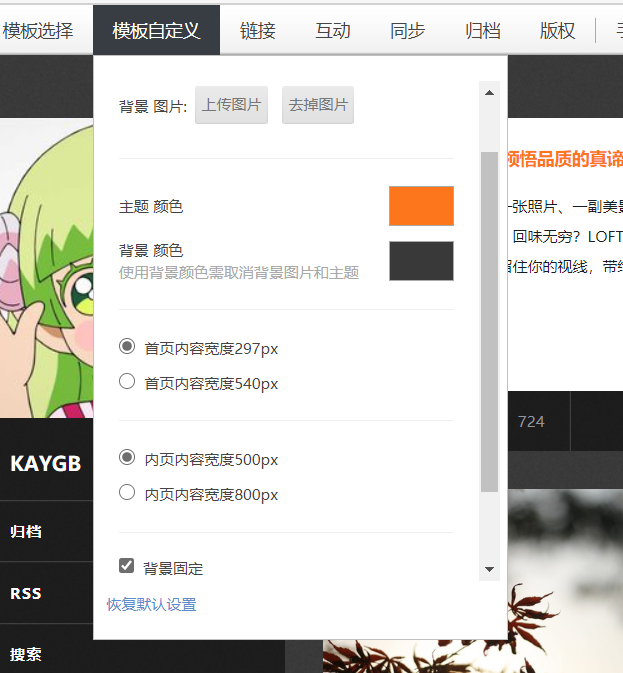 模板选择 模板自定义 链接 互动 同步 归档 版权
背景 图片: 上传图片 去掉图片
悟品质的真谛
主题 颜色
一张照片、一副美
背景 颜色
回味无穷？LOFT
使用背景颜色需取消背景图片和主题
住你的视线，带
首页内容宽度297px
首页内容宽度540px
724
内页内容宽度500px
KAYGB
内页内容宽度800px
归档
背景固定
RSS
恢复默认设置
搜索